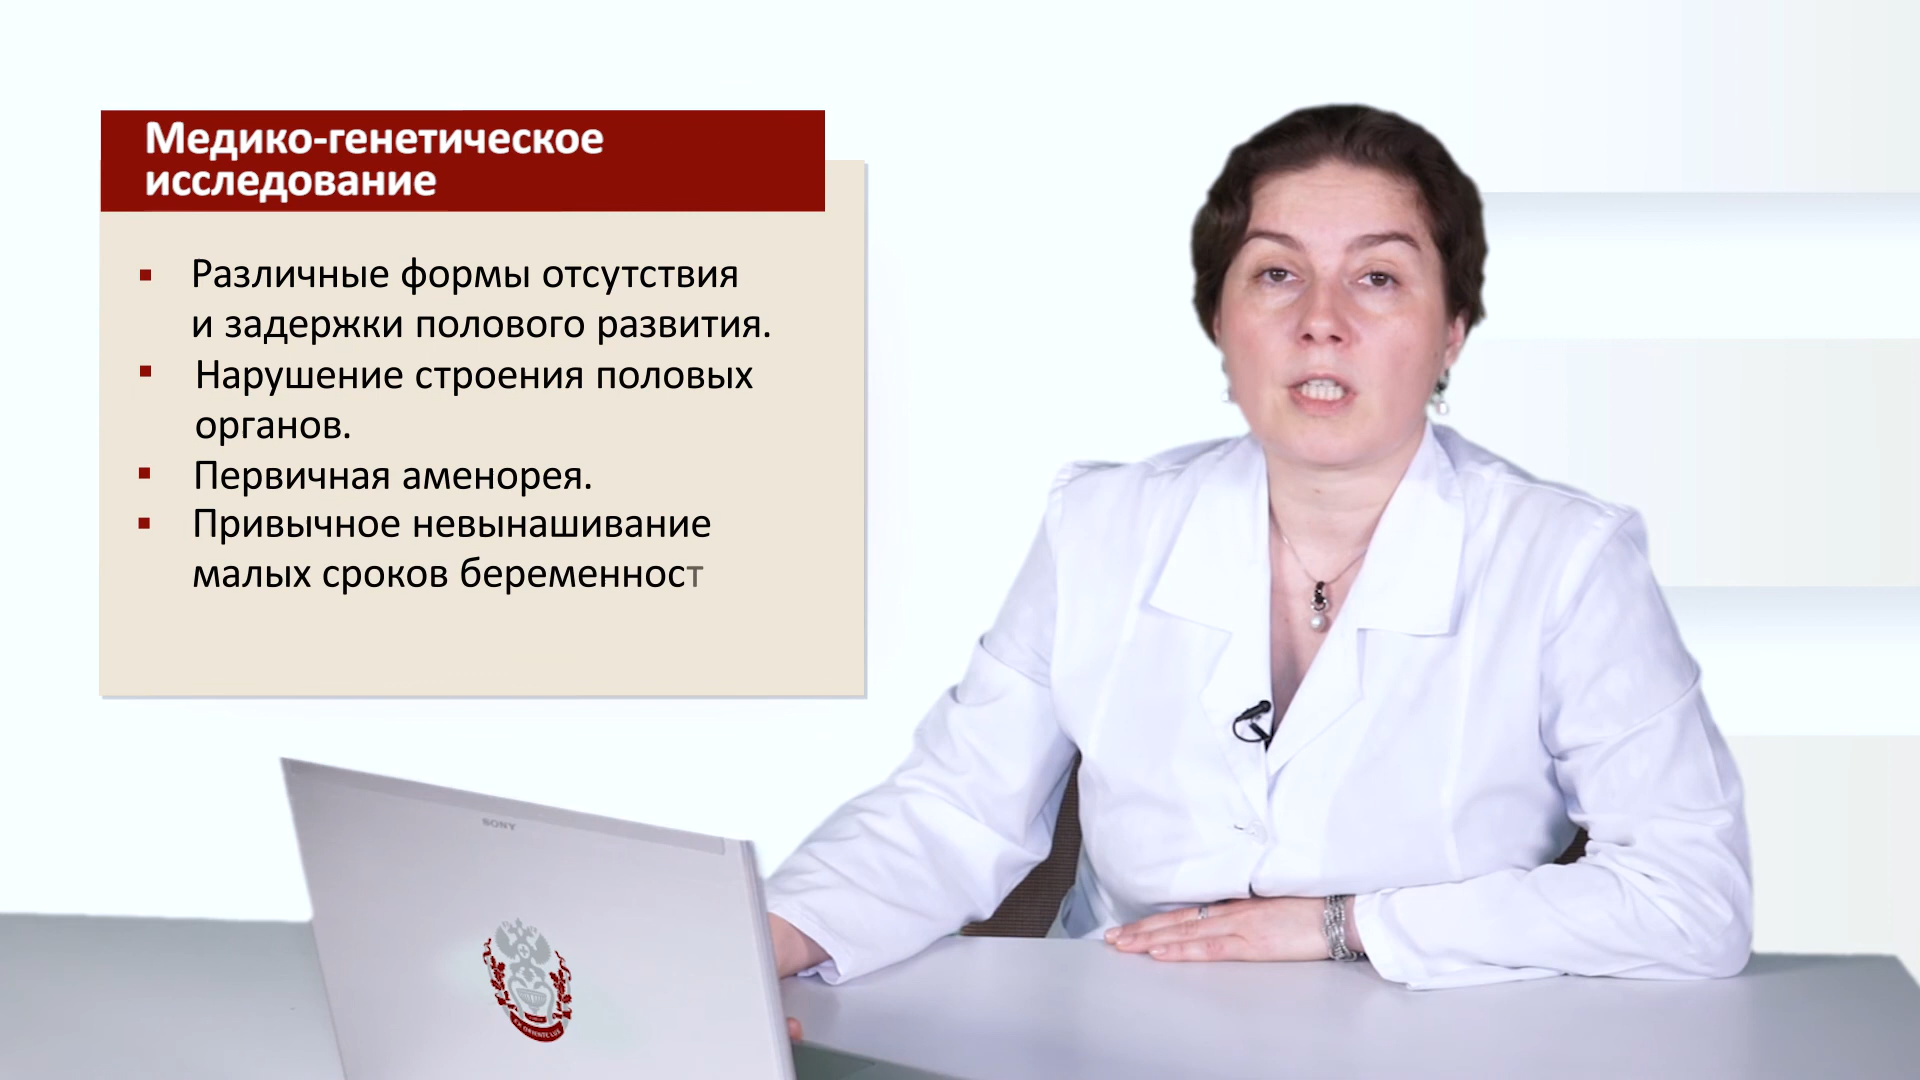 Медико-генетическое
исследование
Различные формы отсутствия
и задержки полового развития.
Нарушение строения половых
органов.
Первичная аменорея.
Привычное невынашивание
малых сроков беременност
SONY